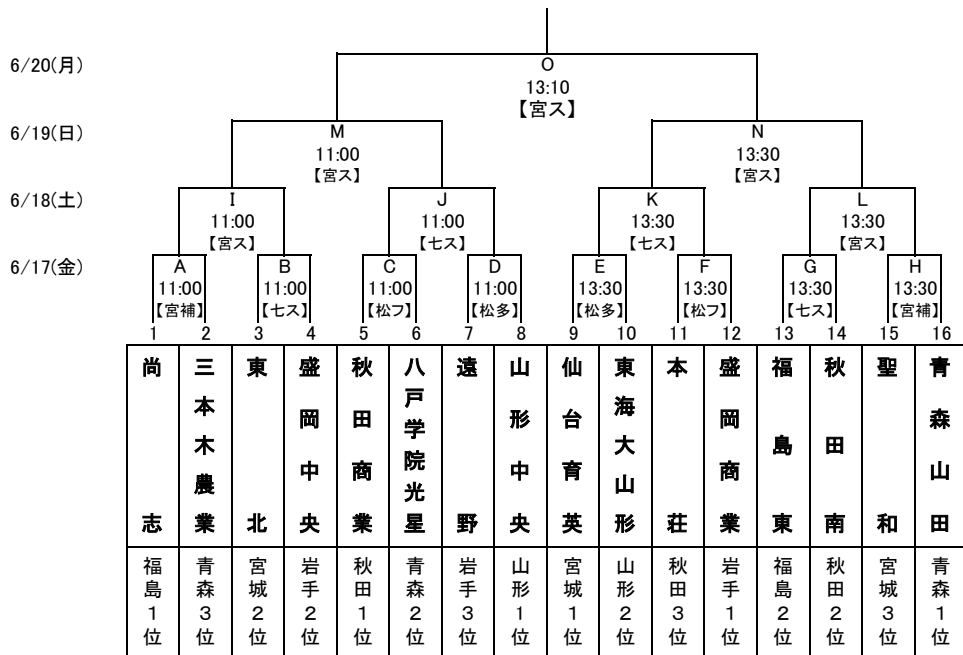 6/20(月)
O
13:10
【宮ス】
6/19(日)
M
N
11:00
13:30
【宮ス】
【宮ス】
6/18(土)
I
J
K
L
11:00
11:00
13:30
13:30
【宮ス】
【七ス】
【七ス】
【宮ス】
6/17(金)
A
B
C
D
E
F
G
H
11:00
11:00
11:00
11:00
13:30
13:30
13:30
13:30
【宮補】
【七ス】
【松フ】
【松多】
【松多】
【松フ】
【七ス】
【宮補】
1
2
3
4
5
6
7
8
9
10
11
12
13
14
15
16
尚志
三本木農業
東北
盛岡中央
秋田商業
八戸学院光星
遠野
山形中央
仙台育英
東海大山形
本荘
盛岡商業
福島東
秋田南
聖和
青森山田
福島1位
青森3位
宮城2位
岩手2位
秋田1位
青森2位
岩手3位
山形1位
宮城1位
山形2位
秋田3位
岩手1位
福島2位
秋田2位
宮城3位
青森1位